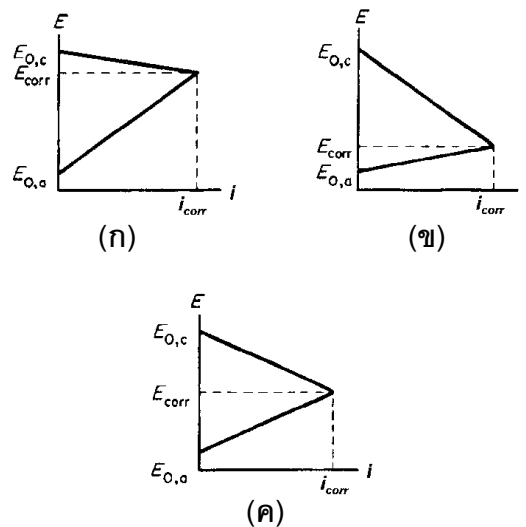 E
E
E₀,c
E₀,c
Ecorr
Ecorr
E₀,a
E₀,a
icorr
i
icorr
i
(ก)
(ข)
E
E₀,c
Ecorr
E₀,a
icorr
i
(ค)